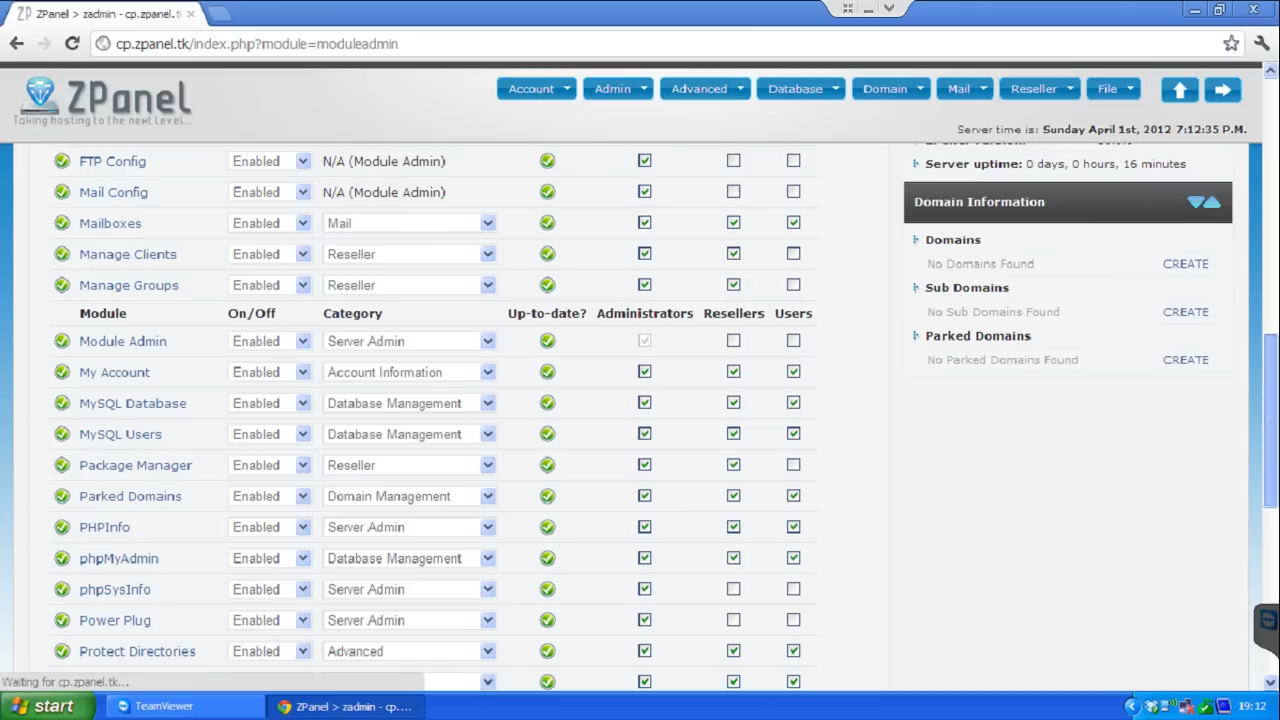 ZPanel > zadmin - cp.zpanel.t
cp.zpanel.tk/index.php?module=moduleadmin
ZPanel
Taking hosting to the next level...
Account Admin Advanced Database Domain Mail Reseller File
Server time is: Sunday April 1st, 2012 7:12:35 P.M.
FTP Config Enabled N/A (Module Admin)
Server uptime: 0 days, 0 hours, 16 minutes
Mail Config Enabled N/A (Module Admin)
Domain Information
Mailboxes Enabled Mail
Domains
Manage Clients Enabled Reseller
No Domains Found CREATE
Manage Groups Enabled Reseller
Sub Domains
Module On/Off Category Up-to-date? Administrators Resellers Users
No Sub Domains Found CREATE
Module Admin Enabled Server Admin
Parked Domains
My Account Enabled Account Information
No Parked Domains Found CREATE
MySQL Database Enabled Database Management
MySQL Users Enabled Database Management
Package Manager Enabled Reseller
Parked Domains Enabled Domain Management
PHPInfo Enabled Server Admin
phpMyAdmin Enabled Database Management
phpSysInfo Enabled Server Admin
Power Plug Enabled Server Admin
Protect Directories Enabled Advanced
Waiting for cp.zpanel.tk...
start TeamViewer ZPanel > zadmin - cp.... 19:12